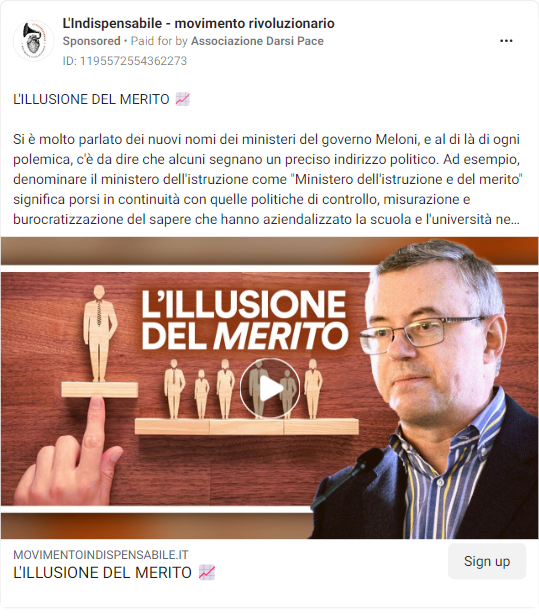 L'Indispensabile - movimento rivoluzionario
Sponsored • Paid for by Associazione Darsi Pace
ID: 1195572554362273
L'ILLUSIONE DEL MERITO 📈
Si è molto parlato dei nuovi nomi dei ministeri del governo Meloni, e al di là di ogni
polemica, c'è da dire che alcuni segnano un preciso indirizzo politico. Ad esempio,
denominare il ministero dell'istruzione come "Ministero dell'istruzione e del merito"
significa porsi in continuità con quelle politiche di controllo, misurazione e
burocratizzazione del sapere che hanno aziendalizzato la scuola e l'università ne...
L'ILLUSIONE
DEL MERITO
MOVIMENTOINDISPENSABILE.IT
L'ILLUSIONE DEL MERITO 📈
Sign up